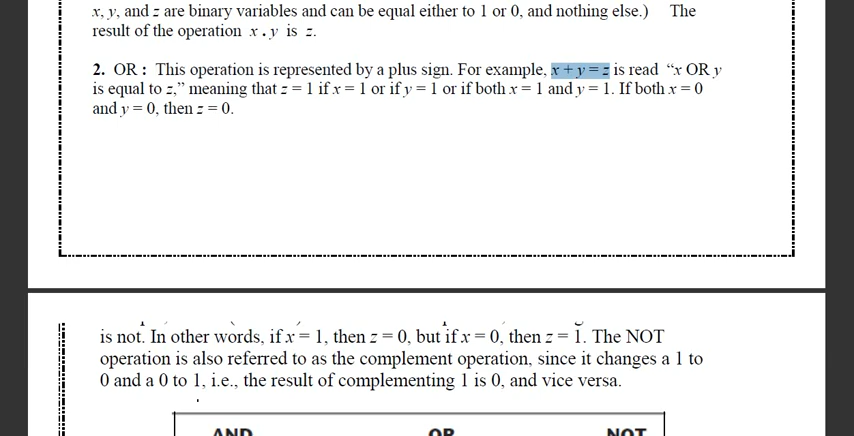 x, y, and z are binary variables and can be equal either to 1 or 0, and nothing else.) The
result of the operation x . y is z.
2. OR : This operation is represented by a plus sign. For example, x + y = z is read “x OR y
is equal to z,” meaning that z = 1 if x = 1 or if y = 1 or if both x = 1 and y = 1. If both x = 0
and y = 0, then z = 0.
is not. In other words, if x = 1, then z = 0, but if x = 0, then z = 1. The NOT
operation is also referred to as the complement operation, since it changes a 1 to
0 and a 0 to 1, i.e., the result of complementing 1 is 0, and vice versa.
AND OR NOT